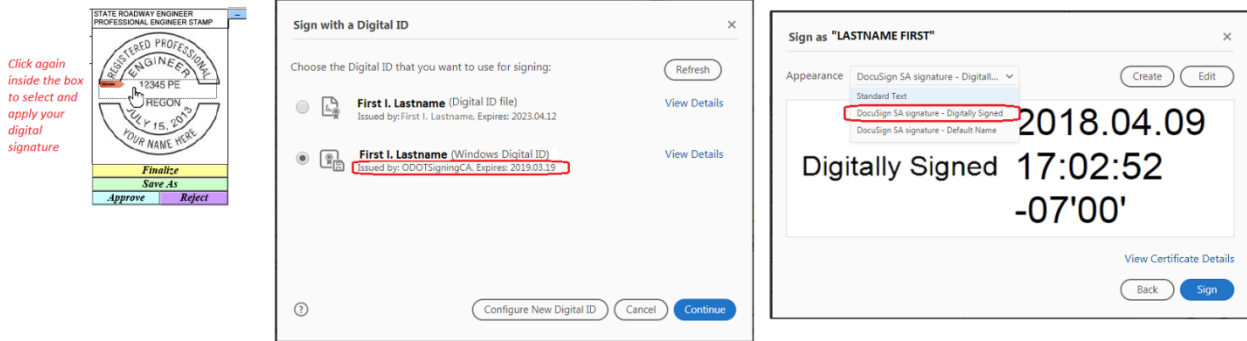 STATE ROADWAY ENGINEER
PROFESSIONAL ENGINEER STAMP
Click again
inside the box
to select and
apply your
digital
signature
REGISTERED PROFESSIONAL
ENGINEER
12345 PE
REGON
JULY 15, 2013
YOUR NAME HERE
Finalize
Save As
Approve Reject
Sign with a Digital ID
Choose the Digital ID that you want to use for signing:
Refresh
First I. Lastname (Digital ID file)
View Details
Issued by: First I. Lastname, Expires: 2023.04.12
First I. Lastname (Windows Digital ID)
View Details
Issued by: ODOTSigningCA, Expires: 2019.03.19
Configure New Digital ID
Cancel
Continue
Sign as "LASTNAME FIRST"
Appearance DocuSign SA signature - Digitall...
Create
Edit
Standard Text
DocuSign SA signature - Digitally Signed
DocuSign SA signature - Default Name
Digitally Signed
2018.04.09
17:02:52
-07'00'
View Certificate Details
Back
Sign